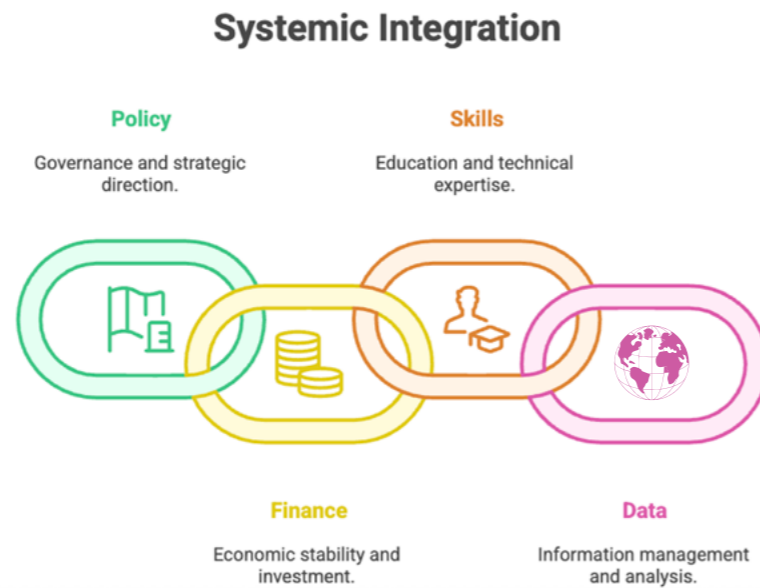 Systemic Integration
Policy
Governance and strategic
direction.
Skills
Education and technical
expertise.
Finance
Economic stability and
investment.
Data
Information management
and analysis.